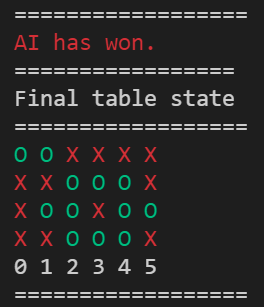 ==================
AI has won.
=================
Final table state
==================
O O X X X X
X X O O O X
X O O X O O
X X O O O X
0 1 2 3 4 5
==================